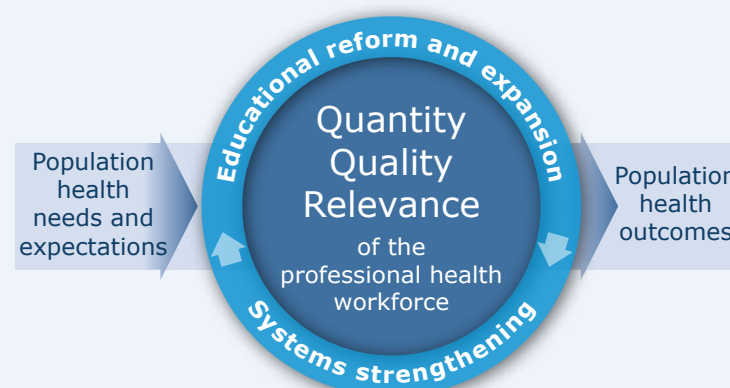 Population
health
needs and
expectations
Educational reform and expansion
Quantity
Quality
Relevance
of the
professional health
workforce
Systems strengthening
Population
health
outcomes